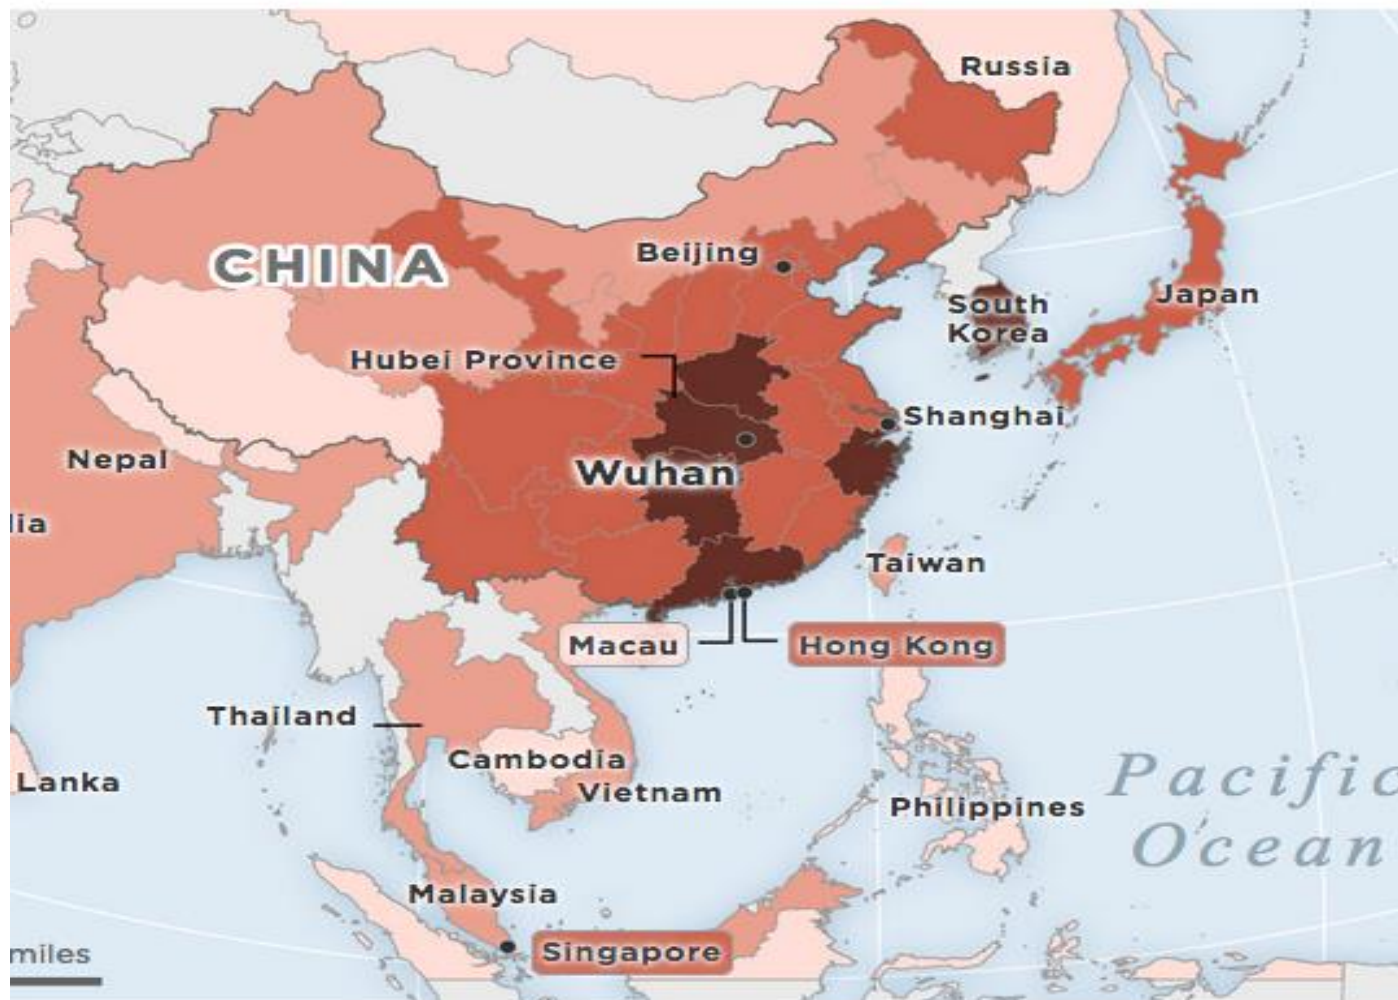 Russia
CHINA
Beijing
South
Korea
Japan
Hubei Province
Shanghai
Nepal
Wuhan
lia
Taiwan
Macau
Hong Kong
Thailand
Cambodia
Vietnam
Lanka
Philippines
Pacific
Ocean
Malaysia
Singapore
miles